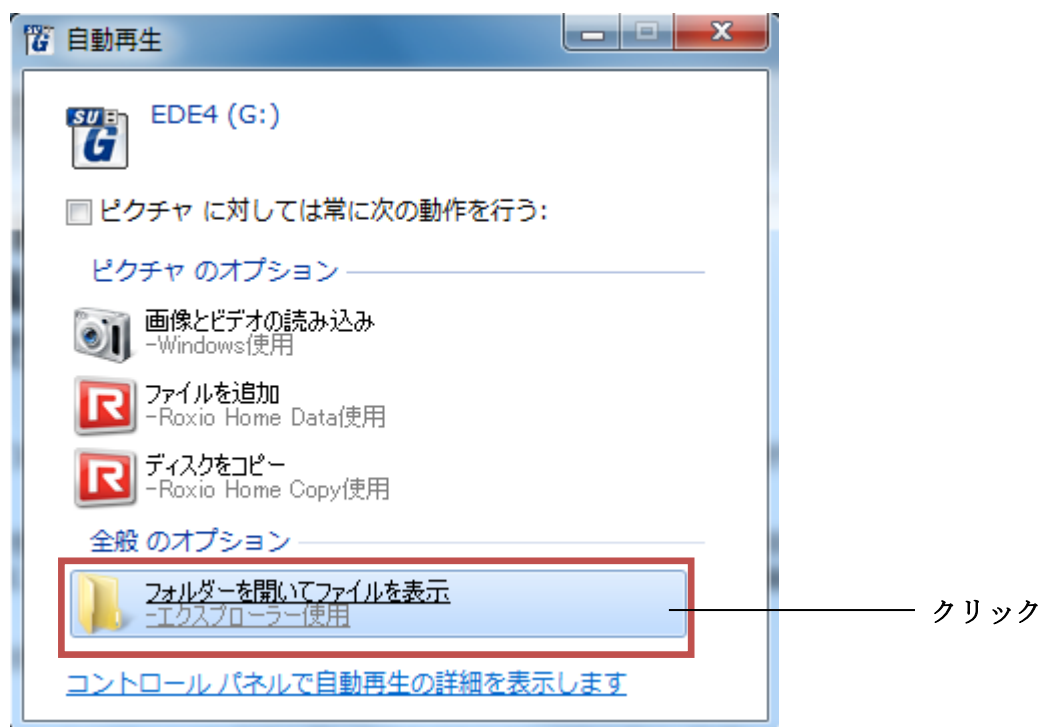 自動再生
EDE4 (G:)
ピクチャ に対しては常に次の動作を行う:
ピクチャ のオプション
画像とビデオの読み込み
-Windows使用
ファイルを追加
-Roxio Home Data使用
ディスクをコピー
-Roxio Home Copy使用
全般 のオプション
フォルダーを開いてファイルを表示
-エクスプローラー使用
クリック
コントロール パネルで自動再生の詳細を表示します